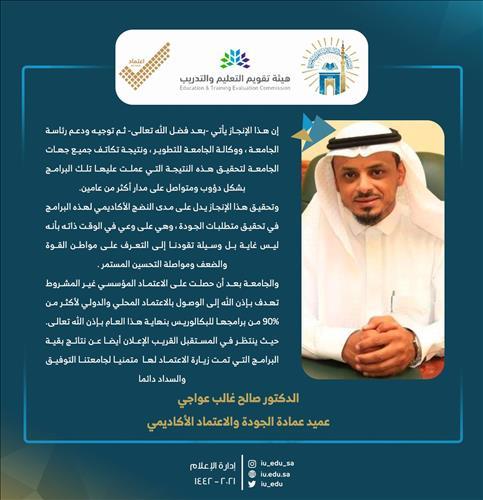 اعتماد
هيئة تقويم التعليم والتدريب
Education & Training Evaluation Commission
إن هذا الإنجاز يأتي -بعد فضل الله تعالى- ثم توجيه ودعم رئاسة
الجامعة ، ووكالة الجامعة للتطوير ، ونتيجة تكاتف جميع جهات
الجامعة لتحقيق هذه النتيجة التي عملت عليها تلك البرامج
بشكل دؤوب ومتواصل على مدار أكثر من عامين.
وتحقيق هذا الإنجاز يدل على مدى النضج الأكاديمي لهذه البرامج
في تحقيق متطلبات الجودة ، وهي على وعي في الوقت ذاته بأنه
ليس غاية بل وسيلة تقودنا إلى التعرف على مواطن القوة
والضعف ومواصلة التحسين المستمر .
والجامعة بعد أن حصلت على الاعتماد المؤسسي غير المشروط
تهدف بإذن الله إلى الوصول بالاعتماد المحلي والدولي لأكثر من
90% من برامجها للبكالوريس بنهاية هذا العام بإذن الله تعالى.
حيث ينتظر في المستقبل القريب الإعلان أيضا عن نتائج بقية
البرامج التي تمت زيارة الاعتماد لها متمنيا لجامعتنا التوفيق
والسداد دائما
الدكتور صالح غالب عواجي
عميد عمادة الجودة والاعتماد الأكاديمي
إدارة الإعلام
٢٠٢١ - ١٤٤٢
iu_edu_sa
iu.edu.sa
iu_edu